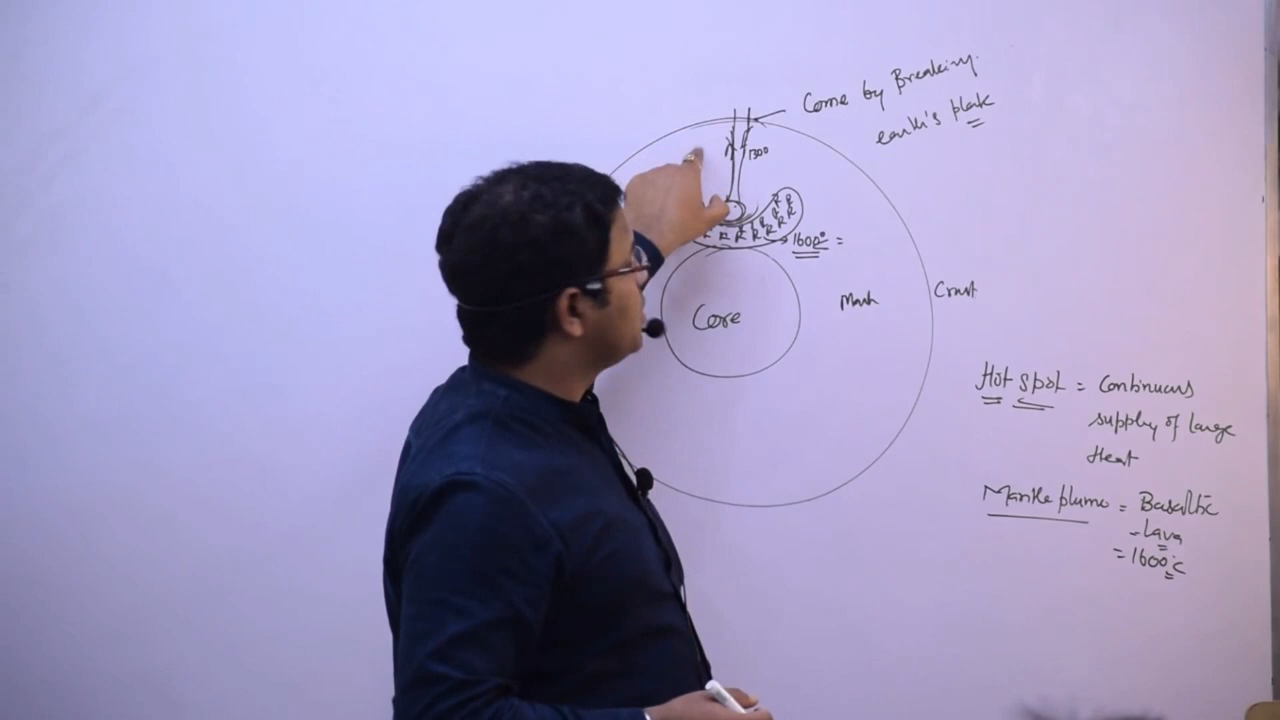 Come by Breaking
earth's plate
1300
R R R R R R R R R R
1600° =
Core
Mant
Crust
Hot spot = Continuous
supply of large
Heat
Mantle plume = Basaltic
- Lava
= 1600°c